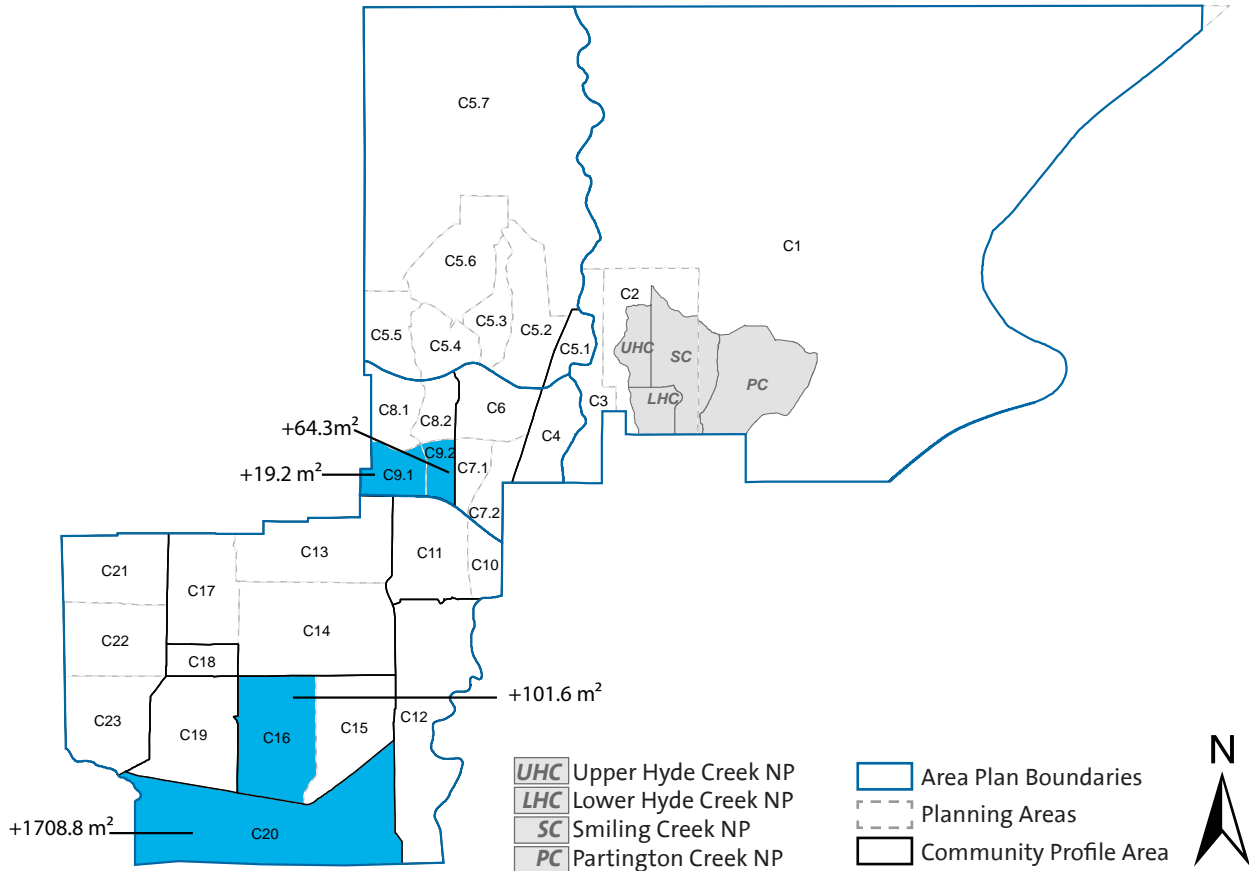 C5.7
C1
C5.6
C2
C5.3
C5.2
C5.5
C5.4
C5.1
UHC
SC
PC
LHC
C3
C8.1
C8.2
C6
C4
+64.3m²
C9.2
C9.1
C7.1
+19.2 m²
C7.2
C13
C11
C10
C21
C17
C14
C22
C18
+101.6 m²
C23
C19
C16
C15
C12
+1708.8 m²
C20
UHC Upper Hyde Creek NP
LHC Lower Hyde Creek NP
SC Smiling Creek NP
PC Partington Creek NP
Area Plan Boundaries
Planning Areas
Community Profile Area
N